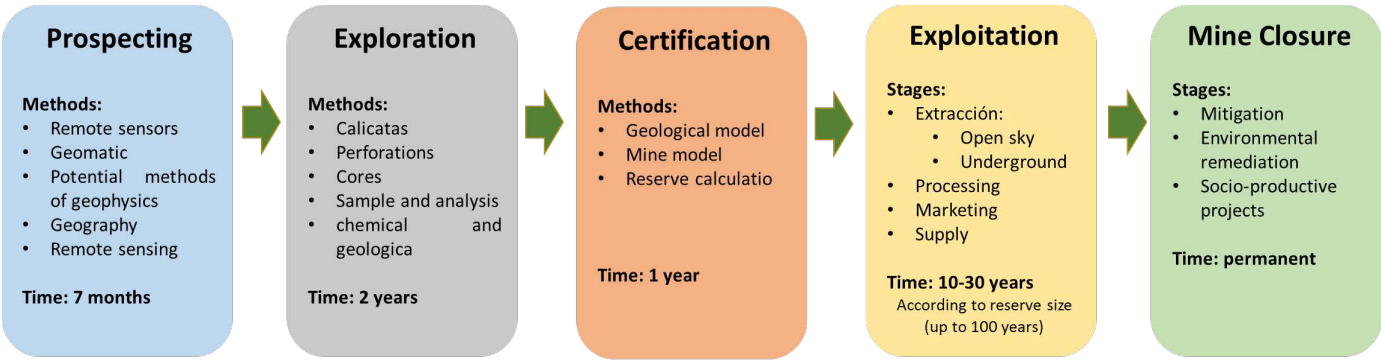 Prospecting
Methods:
• Remote sensors
• Geomatic
• Potential methods
of geophysics
• Geography
• Remote sensing
Time: 7 months
Exploration
Methods:
• Calicatas
• Perforations
• Cores
• Sample and analysis
• chemical and
geologica
Time: 2 years
Certification
Methods:
• Geological model
• Mine model
• Reserve calculatio
Time: 1 year
Exploitation
Stages:
• Extracción:
• Open sky
• Underground
• Processing
• Marketing
• Supply
Time: 10-30 years
According to reserve size
(up to 100 years)
Mine Closure
Stages:
• Mitigation
• Environmental
remediation
• Socio-productive
projects
Time: permanent